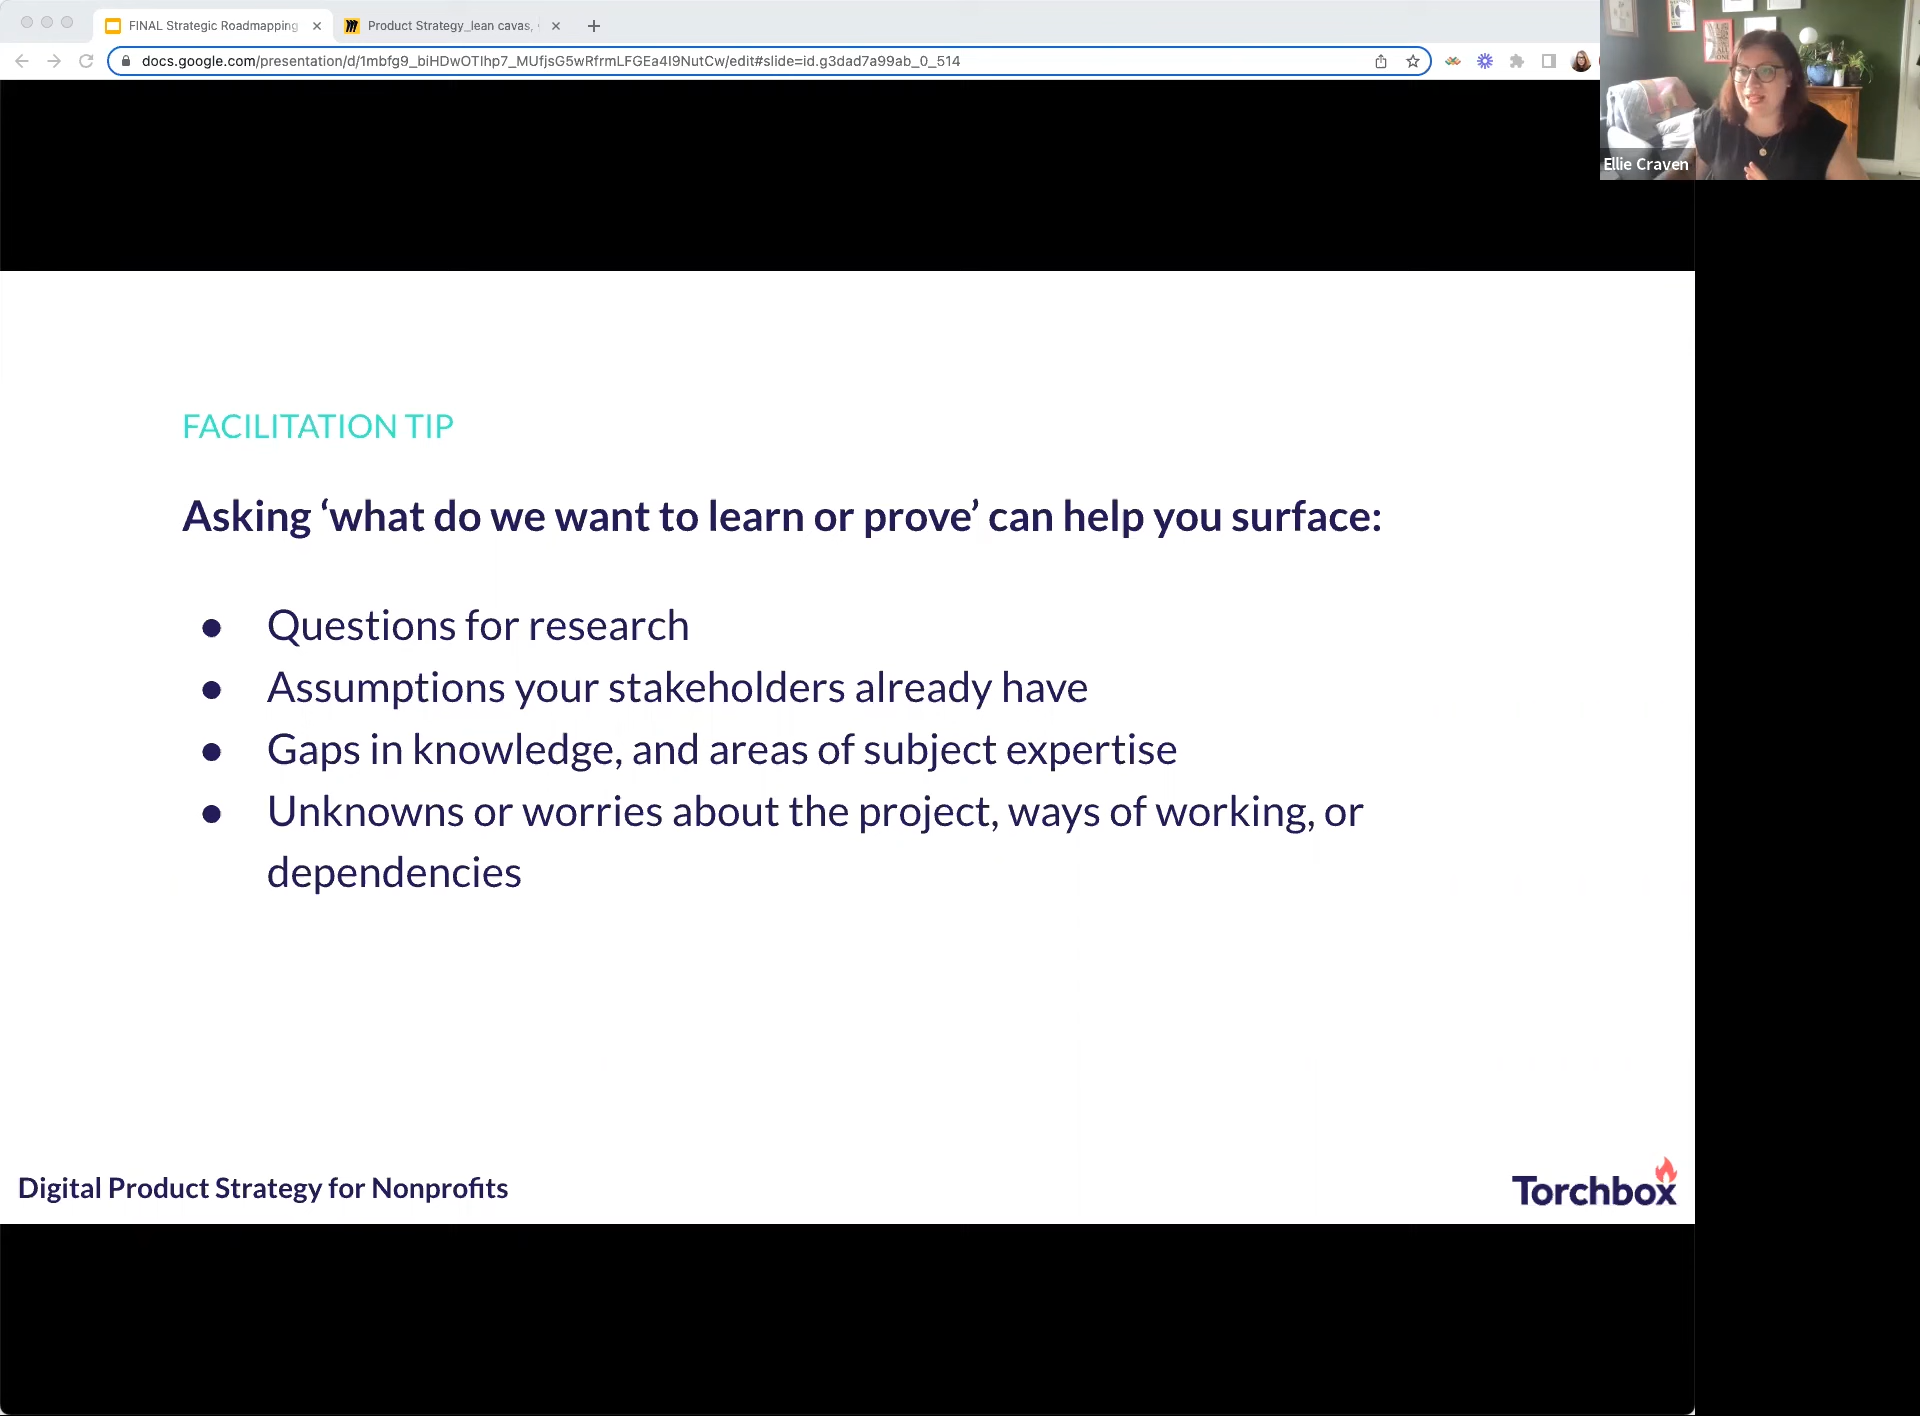 FINAL Strategic Roadmapping
Product Strategy_lean cavas,
docs.google.com/presentation/d/1mbfg9_biHDwOTIhp7_MUfjsG5wRfrmLFGEa4I9NutCw/edit#slide=id.g3dad7a99ab_0_514
Ellie Craven
FACILITATION TIP
Asking ‘what do we want to learn or prove’ can help you surface:
● Questions for research
● Assumptions your stakeholders already have
● Gaps in knowledge, and areas of subject expertise
● Unknowns or worries about the project, ways of working, or
dependencies
Digital Product Strategy for Nonprofits
Torchbox